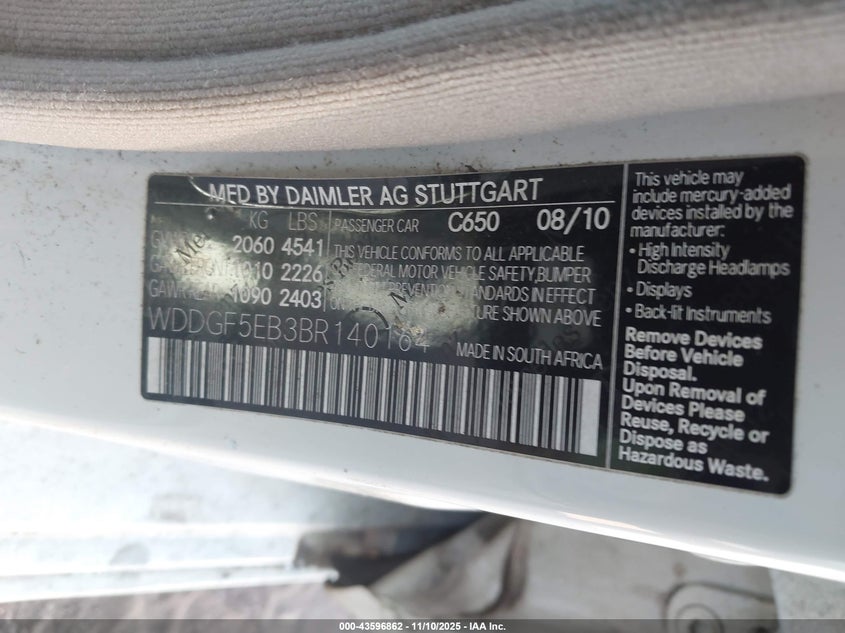 MFD BY DAIMLER AG STUTTGART
KG LBS PASSENGER CAR C650 08/10
2060 4541 THIS VEHICLE CONFORMS TO ALL APPLICABLE
2226 FEDERAL MOTOR VEHICLE SAFETY, BUMPER
1090 2403 STANDARDS IN EFFECT
SHOWN ABOVE
WDDGF5EB3BR140164 MADE IN SOUTH AFRICA
This vehicle may
include mercury-added
devices installed by the
manufacturer:
• High Intensity
Discharge Headlamps
• Displays
• Back-lit Instruments
Remove Devices
Before Vehicle
Disposal.
Upon Removal of
Devices Please
Reuse, Recycle or
Dispose as
Hazardous Waste.
000-43596862 - 11/10/2025 - IAA Inc.